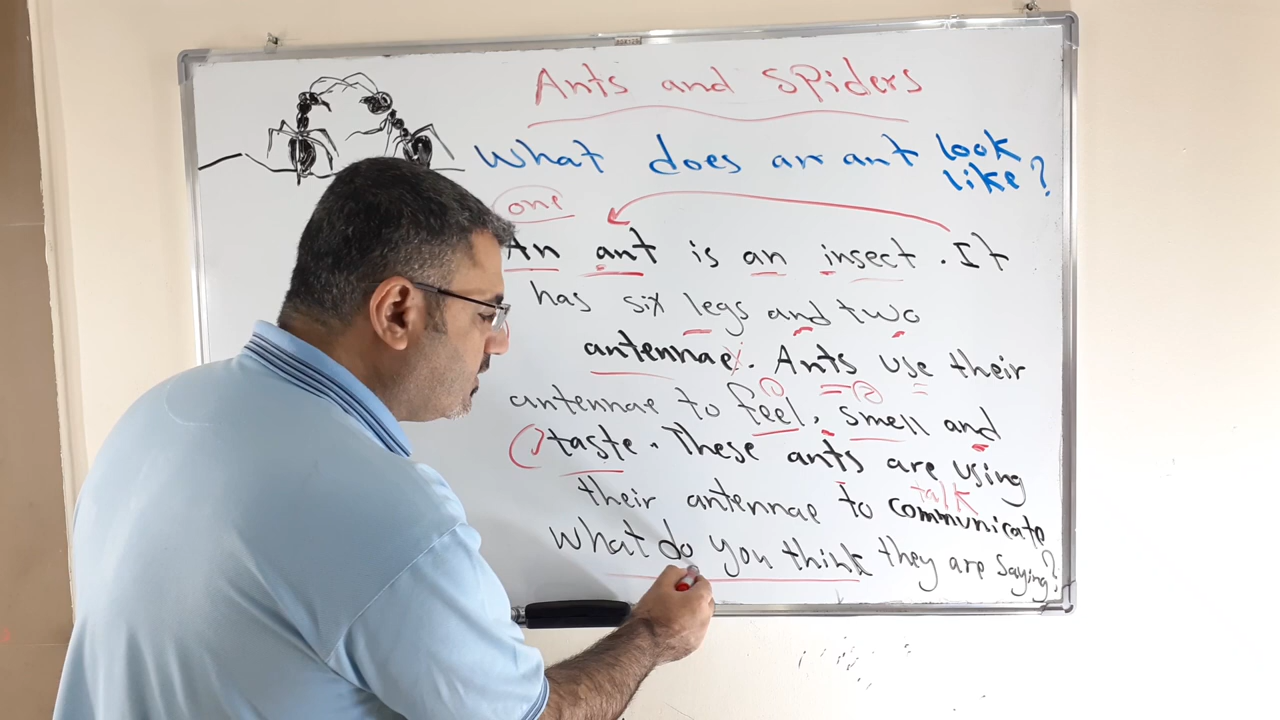 Ants and Spiders
What does an ant look
like?
one
An ant is an insect. It
has six legs and two
antennae. Ants use their
antennae to feel, smell and
taste. These ants are using
talk
their antennae to communicate
What do you think they are saying?